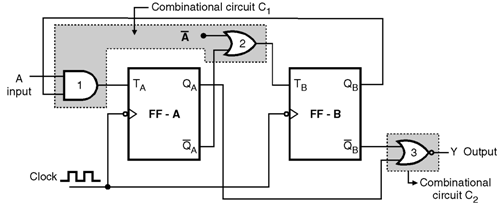 Combinational circuit C₁
A̅
2
A
input
1
T_A
Q_A
FF - A
Q̅_A
T_B
Q_B
FF - B
Q̅_B
3
Y Output
Clock
Combinational
circuit C₂